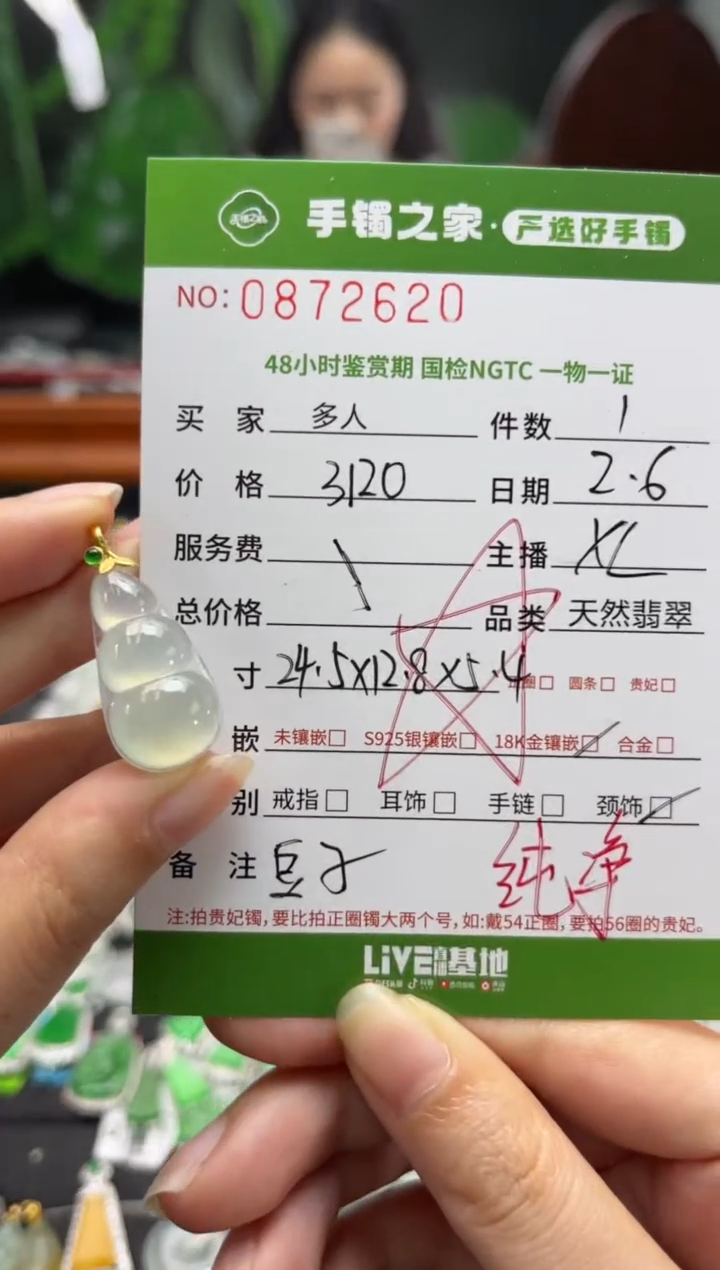 手镯之家·严选好手镯
NO: 0872620
48小时鉴赏期 国检NGTC 一物一证
买 家 多人 件数 1
价 格 3120 日期 2.6
服务费 主播 XL
总价格 品类 天然翡翠
寸 24.5X12.8X5.4 圆条□ 贵妃□
嵌 未镶嵌□ S925银镶嵌□ 18K金镶嵌□ 合金□
别 戒指□ 耳饰□ 手链□ 颈饰□
备 注 豆子 纯净
注:拍贵妃镯,要比拍正圈镯大两个号,如:戴54正圈,要拍56圈的贵妃。
LiVE直播基地